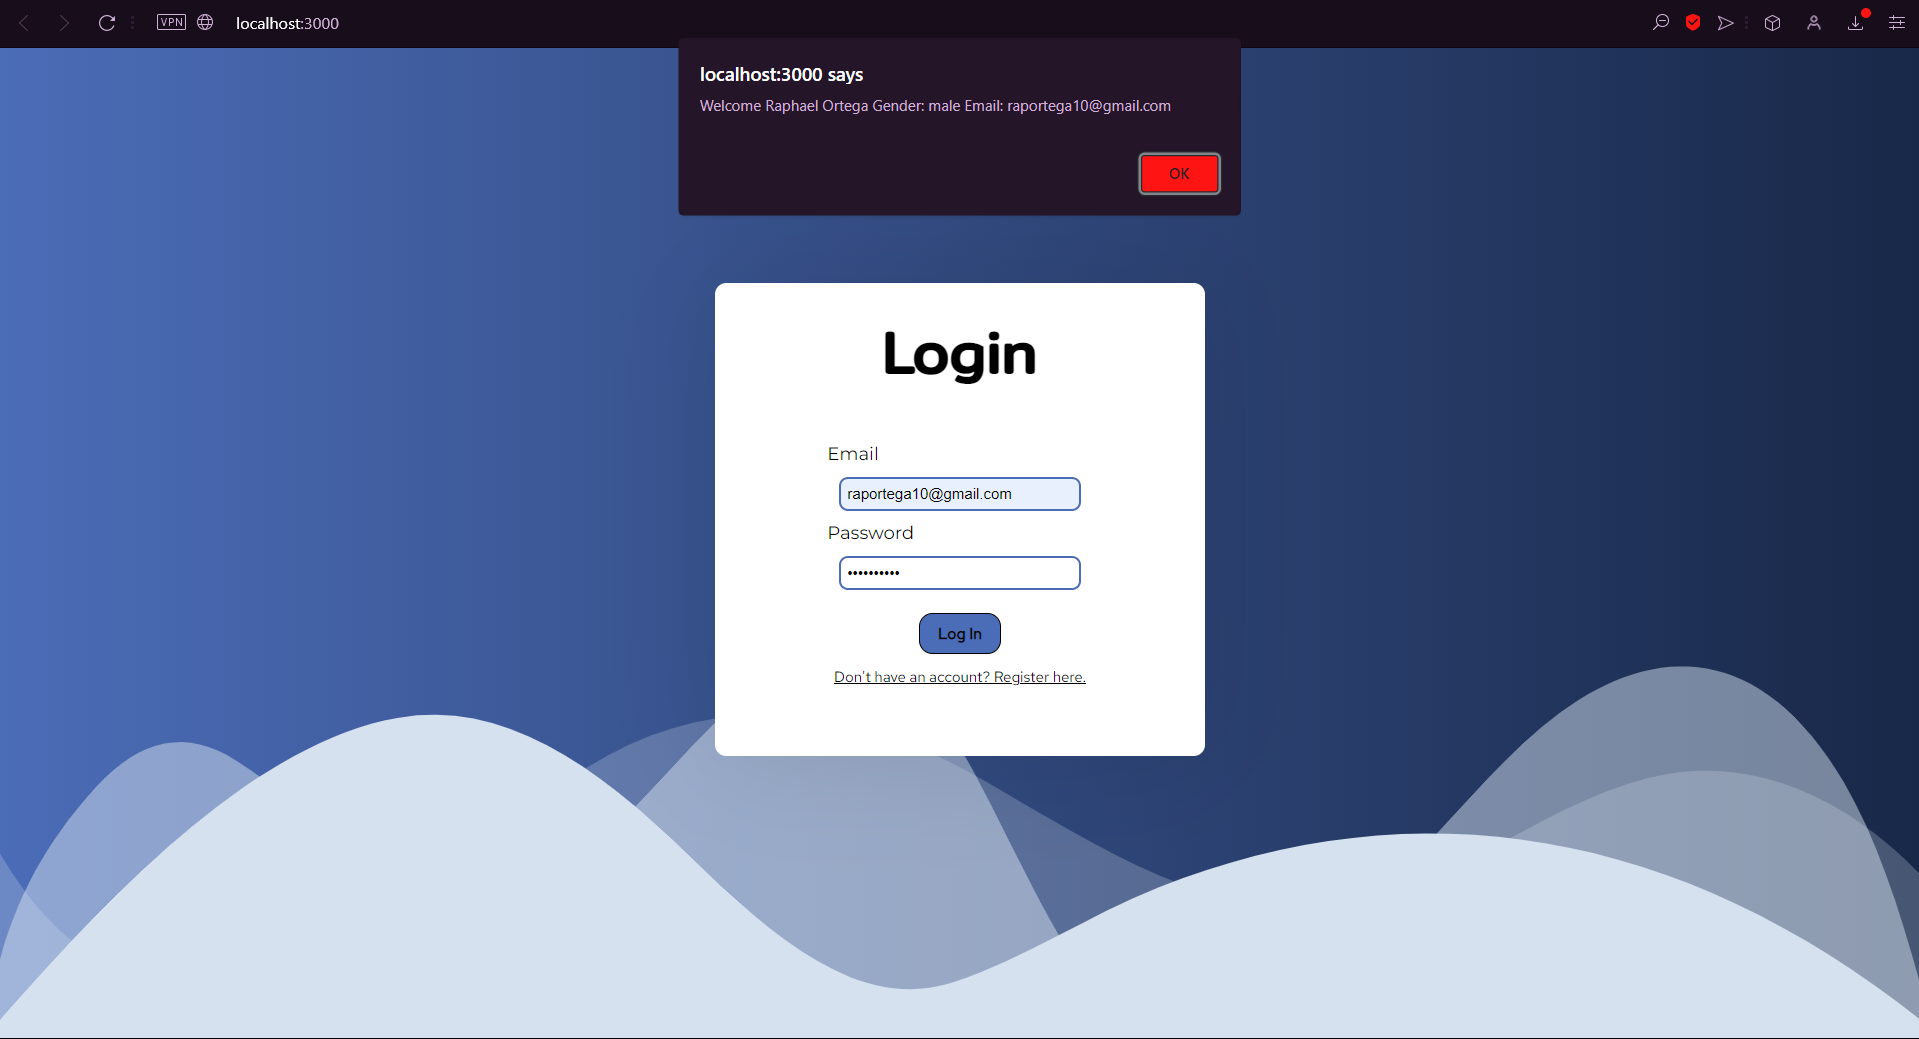 VPN
localhost:3000
localhost:3000 says
Welcome Raphael Ortega Gender: male Email: raportega10@gmail.com
OK
Login
Email
raportega10@gmail.com
Password
••••••••••
Log In
Don't have an account? Register here.